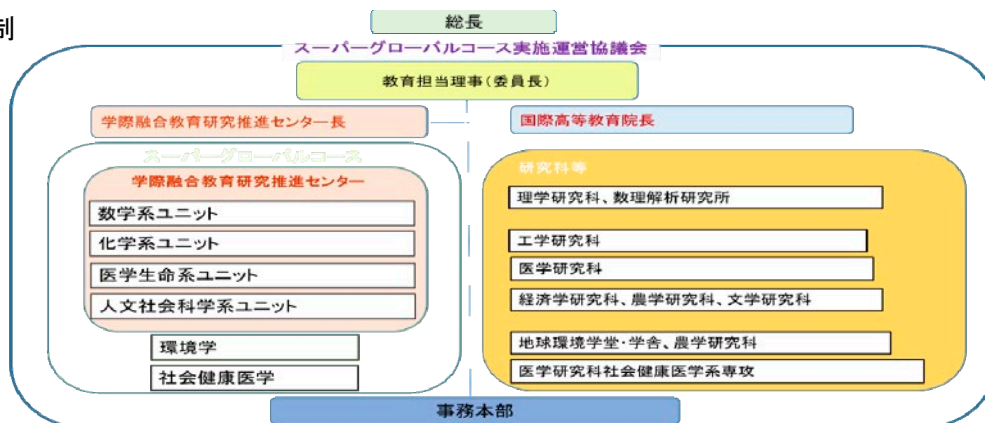 制
総長
スーパーグローバルコース実施運営協議会
教育担当理事(委員長)
学際融合教育研究推進センター長
国際高等教育院長
スーパーグローバルコース
学際融合教育研究推進センター
数学系ユニット
化学系ユニット
医学生命系ユニット
人文社会科学系ユニット
環境学
社会健康医学
研究科等
理学研究科、数理解析研究所
工学研究科
医学研究科
経済学研究科、農学研究科、文学研究科
地球環境学堂・学舎、農学研究科
医学研究科社会健康医学系専攻
事務本部